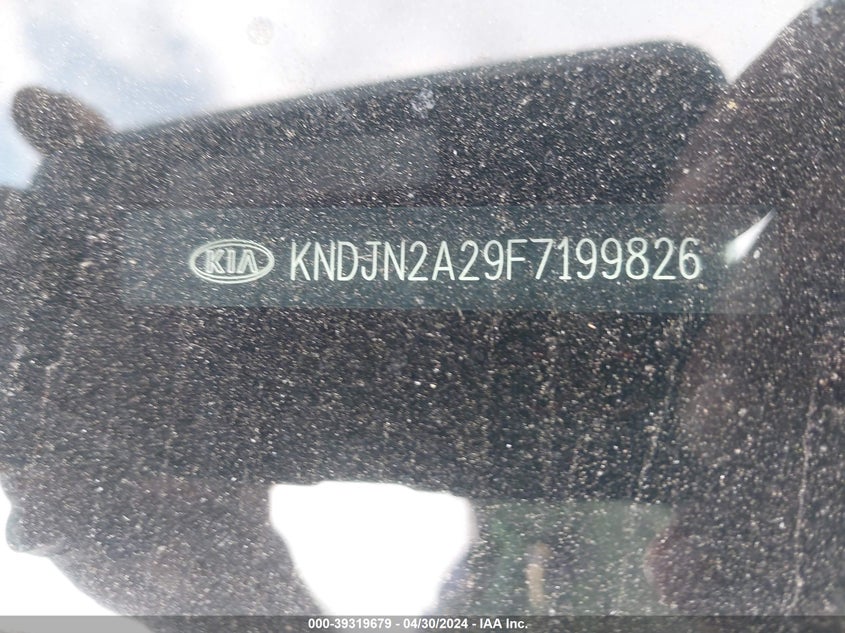 KIA KNDJN2A29F7199826
000-39319679 / 04/30/2024 - IAA Inc.